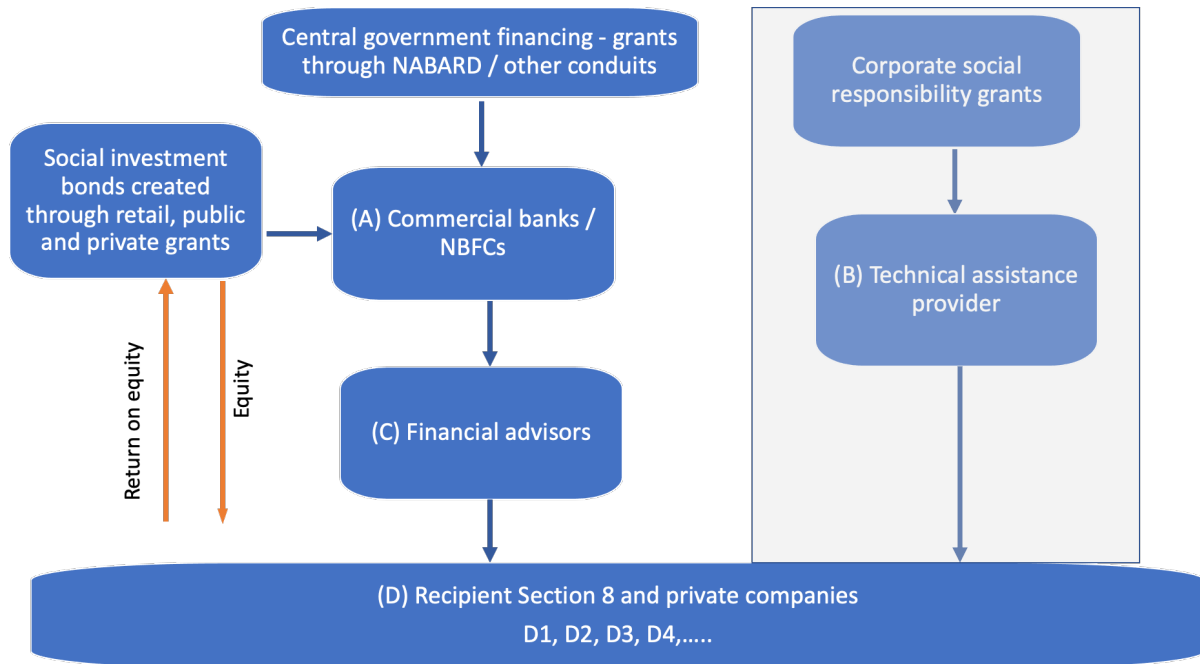 Central government financing - grants
through NABARD / other conduits
Corporate social
responsibility grants
Social investment
bonds created
through retail, public
and private grants
(A) Commercial banks /
NBFCs
(B) Technical assistance
provider
Return on equity
Equity
(C) Financial advisors
(D) Recipient Section 8 and private companies
D1, D2, D3, D4,.....